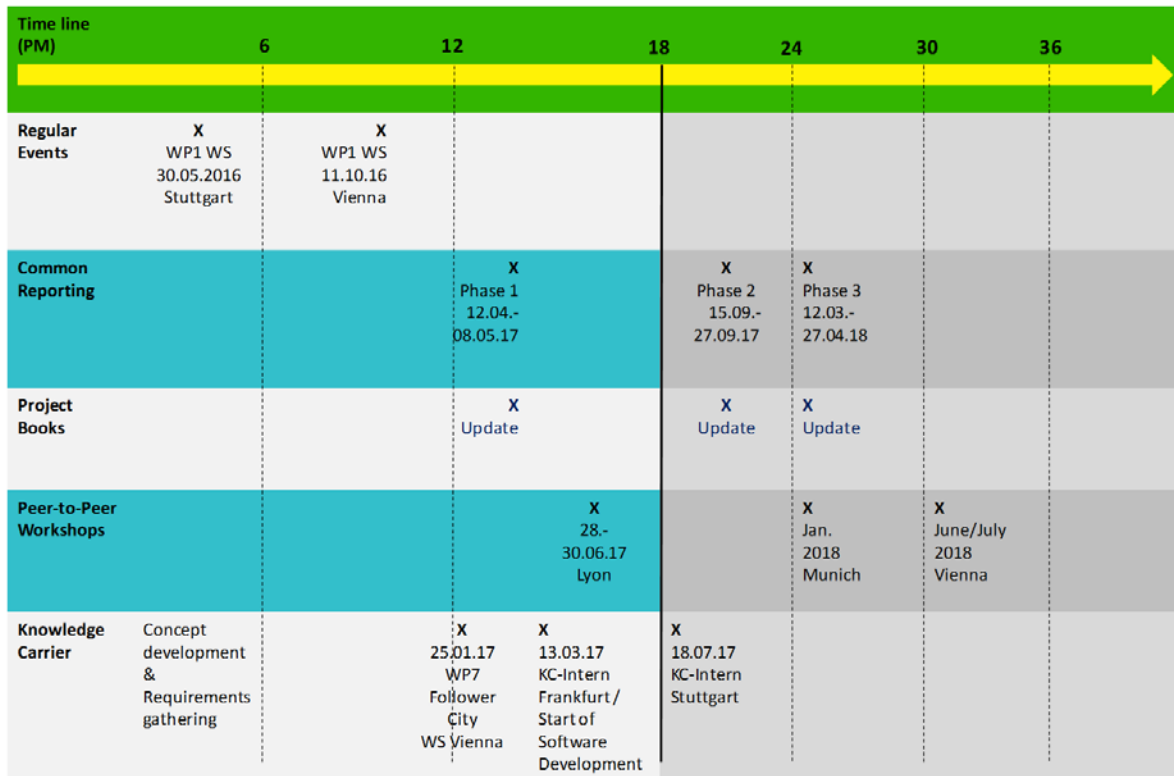 Time line
(PM)
6
12
18
24
30
36
Regular
Events
X
WP1 WS
30.05.2016
Stuttgart
X
WP1 WS
11.10.16
Vienna
Common
Reporting
X
Phase 1
12.04.-
08.05.17
X
Phase 2
15.09.-
27.09.17
X
Phase 3
12.03.-
27.04.18
Project
Books
X
Update
X
Update
X
Update
Peer-to-Peer
Workshops
X
28.-
30.06.17
Lyon
X
Jan.
2018
Munich
X
June/July
2018
Vienna
Knowledge
Carrier
Concept
development
&
Requirements
gathering
X
25.01.17
WP7
Follower
City
WS Vienna
X
13.03.17
KC-Intern
Frankfurt /
Start of
Software
Development
X
18.07.17
KC-Intern
Stuttgart